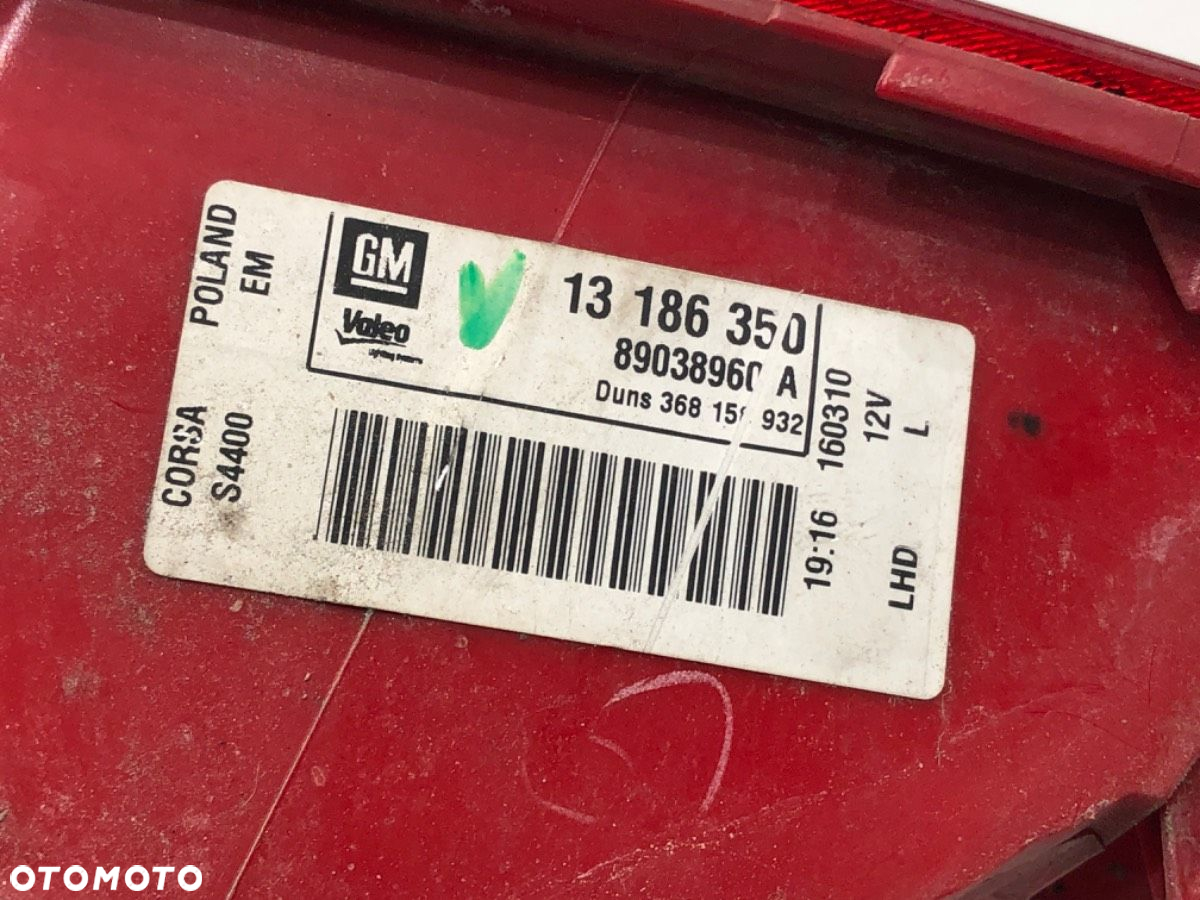 POLAND
EM
CORSA
S4400
GM
Valeo
13 186 350
89038960 A
Duns 368 158 932
160310
12V
L
19:16
LHD
OTOMOTO